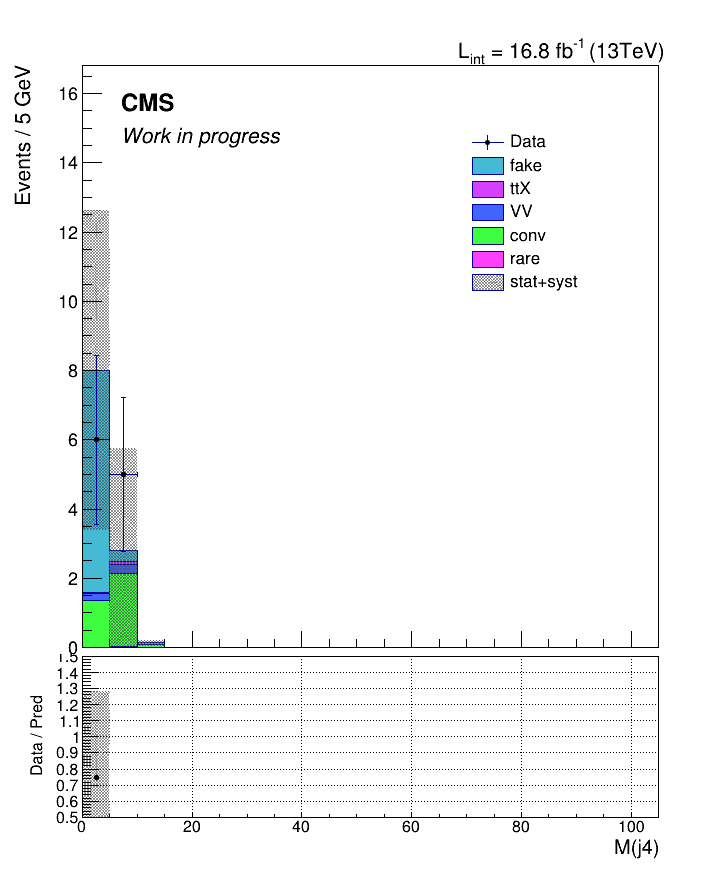 L_int = 16.8 fb^-1 (13TeV)
Events / 5 GeV
CMS
Work in progress
16
14
12
10
8
6
4
2
0
Data
fake
ttX
VV
conv
rare
stat+syst
Data / Pred
1.5
1.4
1.3
1.2
1.1
1
0.9
0.8
0.7
0.6
0.5
0 20 40 60 80 100
M(j4)